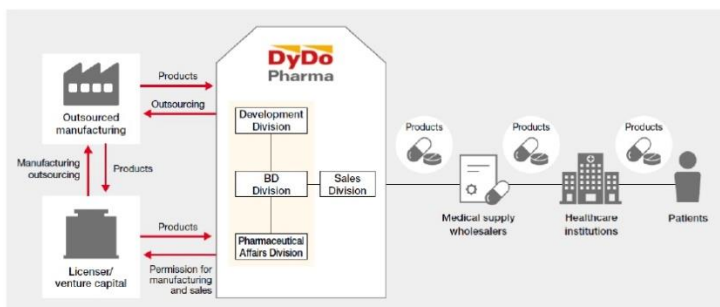 DyDo
Pharma
Products
Outsourcing
Outsourced
manufacturing
Manufacturing
outsourcing
Products
Licenser/
venture capital
Products
Permission for
manufacturing
and sales
Development
Division
BD
Division
Sales
Division
Pharmaceutical
Affairs Division
Products
Products
Products
Medical supply
wholesalers
Healthcare
institutions
Patients